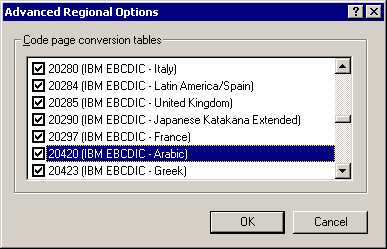 Advanced Regional Options
Code page conversion tables
20280 (IBM EBCDIC - Italy)
20284 (IBM EBCDIC - Latin America/Spain)
20285 (IBM EBCDIC - United Kingdom)
20290 (IBM EBCDIC - Japanese Katakana Extended)
20297 (IBM EBCDIC - France)
20420 (IBM EBCDIC - Arabic)
20423 (IBM EBCDIC - Greek)
OK Cancel